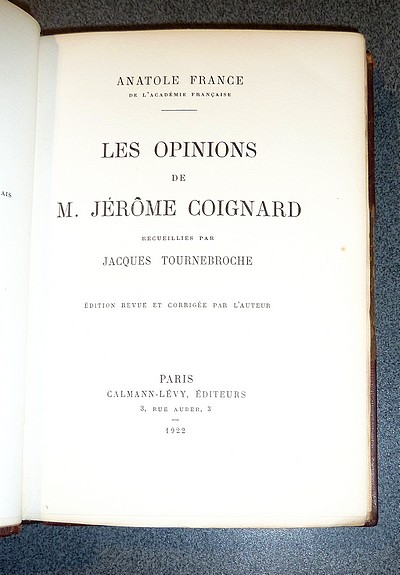 AIS
ANATOLE FRANCE
DE L'ACADÉMIE FRANÇAISE
LES OPINIONS
DE
M. JÉRÔME COIGNARD
RECUEILLIES PAR
JACQUES TOURNEBROCHE
ÉDITION REVUE ET CORRIGÉE PAR L'AUTEUR
PARIS
CALMANN-LÉVY, ÉDITEURS
3, RUE AUBER, 3
1922